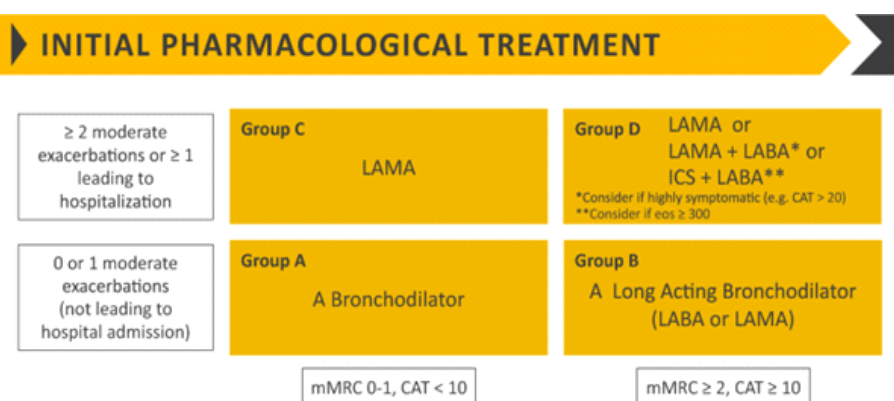 INITIAL PHARMACOLOGICAL TREATMENT
≥ 2 moderate
exacerbations or ≥ 1
leading to
hospitalization
Group C
LAMA
Group D
LAMA or
LAMA + LABA* or
ICS + LABA**
*Consider if highly symptomatic (e.g. CAT > 20)
**Consider if eos ≥ 300
0 or 1 moderate
exacerbations
(not leading to
hospital admission)
Group A
A Bronchodilator
Group B
A Long Acting Bronchodilator
(LABA or LAMA)
mMRC 0-1, CAT < 10
mMRC ≥ 2, CAT ≥ 10